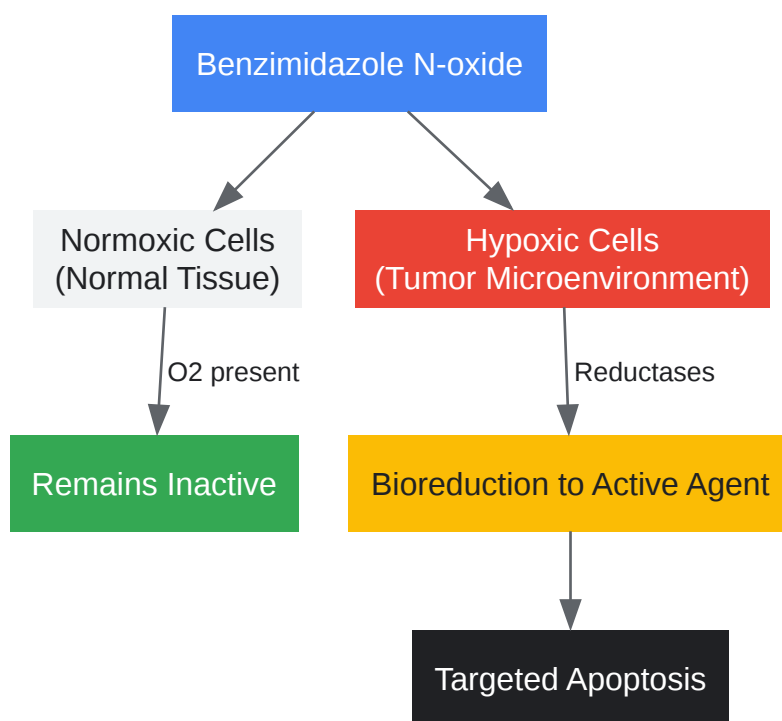 Benzimidazole N-oxide
Normoxic Cells
(Normal Tissue)
Hypoxic Cells
(Tumor Microenvironment)
O2 present
Reductases
Remains Inactive
Bioreduction to Active Agent
Targeted Apoptosis